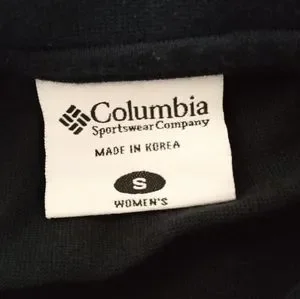 Columbia
Sportswear Company
MADE IN KOREA
S
WOMEN'S